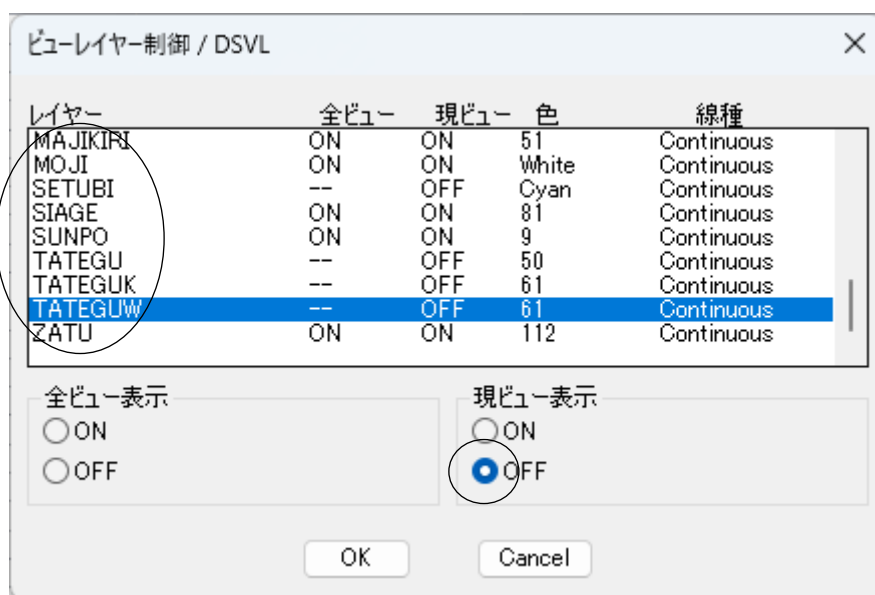 ビューレイヤー制御 / DSVL
レイヤー 全ビュー 現ビュー 色 線種
MAJIKIRI ON ON 51 Continuous
MOJI ON ON White Continuous
SETUBI -- OFF Cyan Continuous
SIAGE ON ON 81 Continuous
SUNPO ON ON 9 Continuous
TATEGU -- OFF 50 Continuous
TATEGUK -- OFF 61 Continuous
TATEGUW -- OFF 61 Continuous
ZATU ON ON 112 Continuous
全ビュー表示 現ビュー表示
ON ON
OFF OFF
OK Cancel